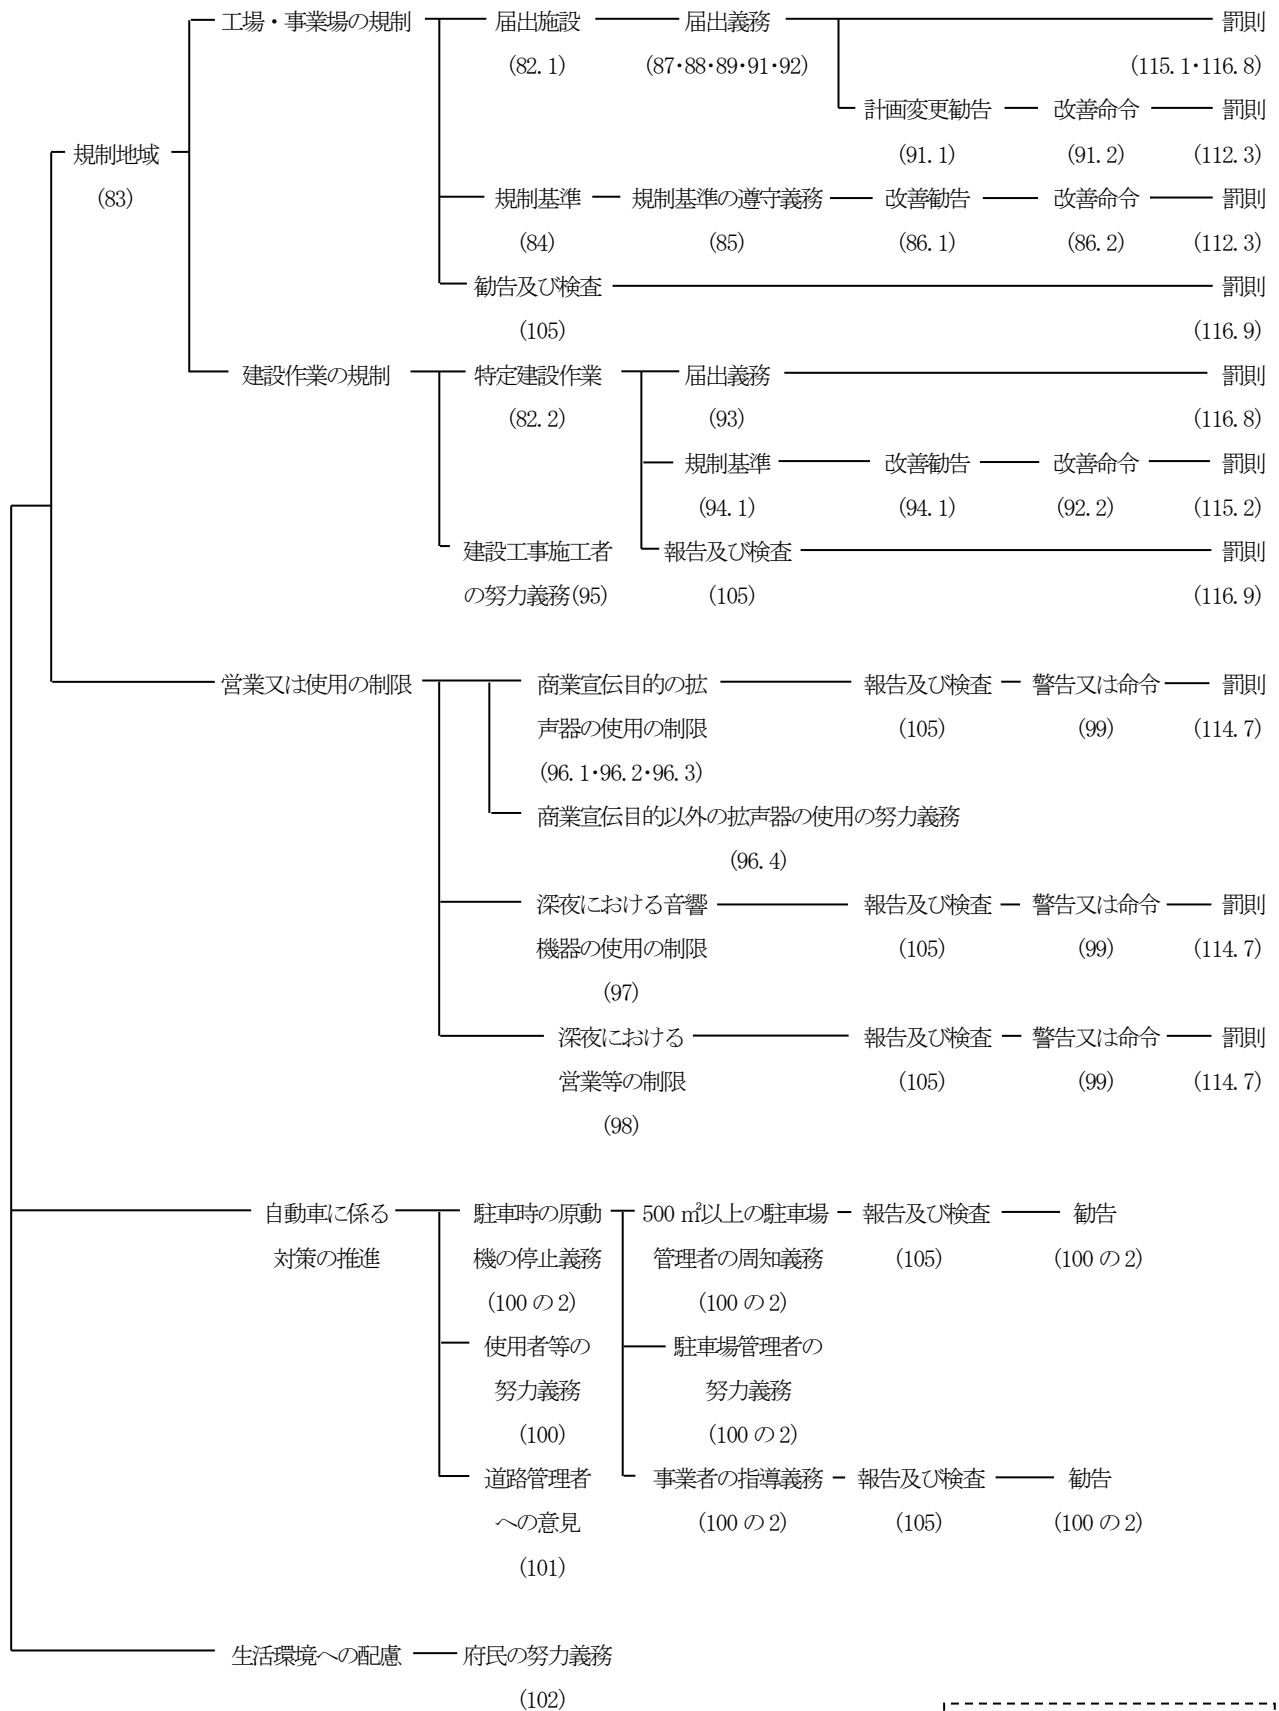 工場・事業場の規制 届出施設 届出義務 罰則
(82.1) (87･88･89･91･92) (115.1･116.8)
計画変更勧告 改善命令 罰則
規制地域 (91.1) (91.2) (112.3)
(83) 規制基準 規制基準の遵守義務 改善勧告 改善命令 罰則
(84) (85) (86.1) (86.2) (112.3)
勧告及び検査 罰則
(105) (116.9)
建設作業の規制 特定建設作業 届出義務 罰則
(82.2) (93) (116.8)
規制基準 改善勧告 改善命令 罰則
(94.1) (94.1) (92.2) (115.2)
建設工事施工者 報告及び検査 罰則
の努力義務(95) (105) (116.9)
営業又は使用の制限 商業宣伝目的の拡 報告及び検査 警告又は命令 罰則
声器の使用の制限 (105) (99) (114.7)
(96.1･96.2･96.3)
商業宣伝目的以外の拡声器の使用の努力義務
(96.4)
深夜における音響 報告及び検査 警告又は命令 罰則
機器の使用の制限 (105) (99) (114.7)
(97)
深夜における 報告及び検査 警告又は命令 罰則
営業等の制限 (105) (99) (114.7)
(98)
自動車に係る 駐車時の原動 500 ㎡以上の駐車場 報告及び検査 勧告
対策の推進 機の停止義務 管理者の周知義務 (105) (100 の 2)
(100 の 2) (100 の 2)
使用者等の 駐車場管理者の
努力義務 努力義務
(100) (100 の 2)
道路管理者 事業者の指導義務 報告及び検査 勧告
への意見 (100 の 2) (105) (100 の 2)
(101)
生活環境への配慮 府民の努力義務
(102)